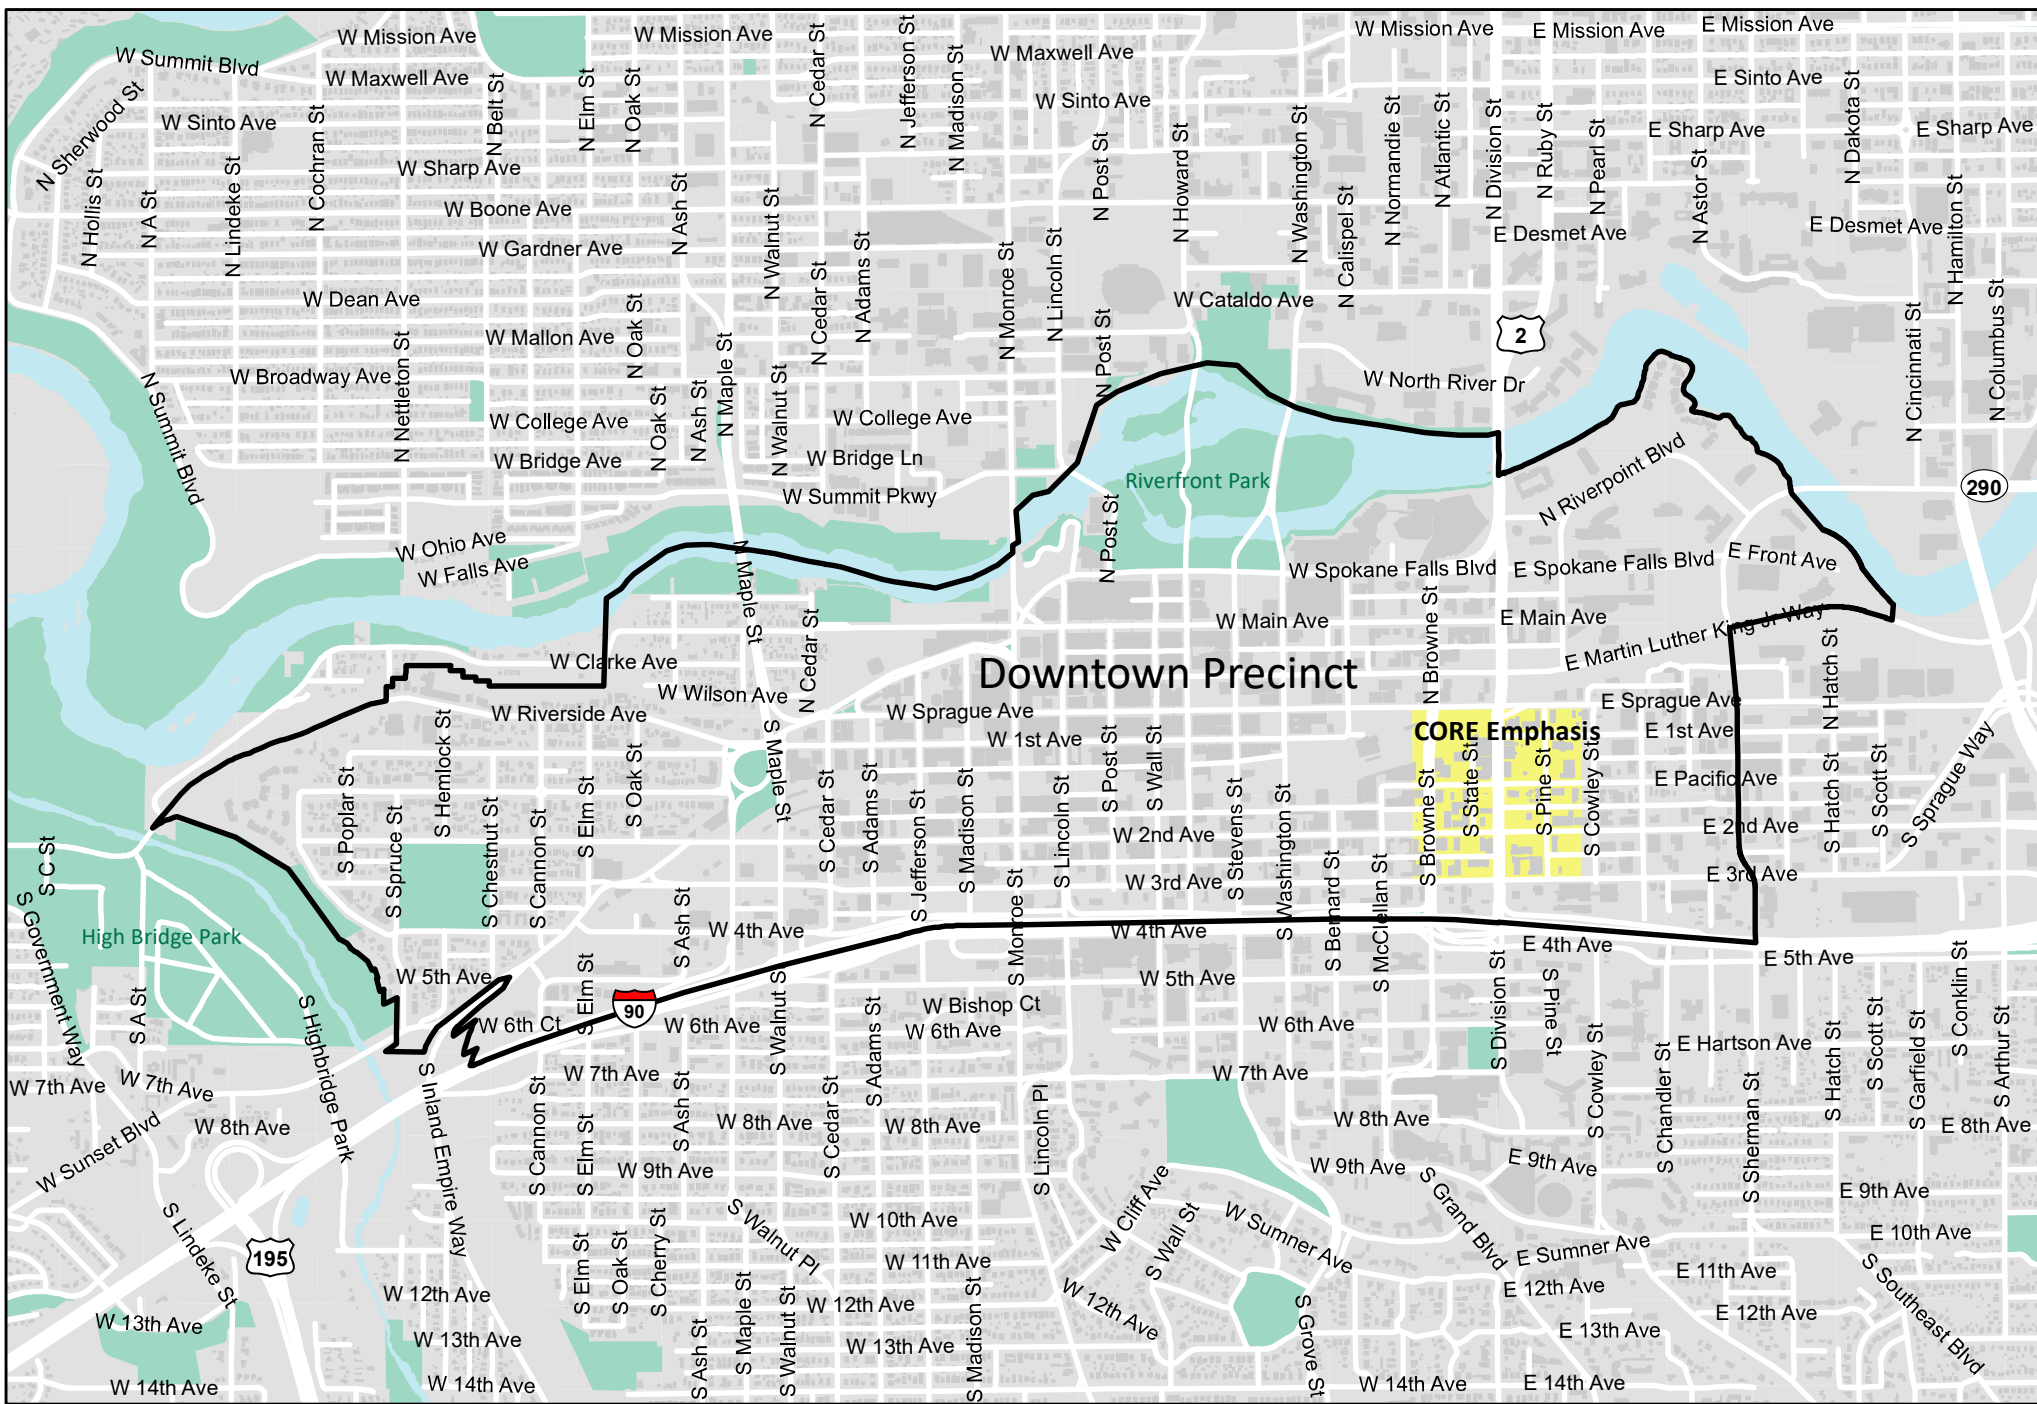 W Mission Ave
W Mission Ave
W Mission Ave
E Mission Ave
E Mission Ave
W Summit Blvd
W Maxwell Ave
W Maxwell Ave
E Sinto Ave
N Sherwood St
W Sinto Ave
W Sinto Ave
N Cochran St
N Belt St
N Elm St
N Oak St
N Cedar St
N Jefferson St
N Madison St
N Post St
N Howard St
N Washington St
N Normandie St
N Atlantic St
N Division St
N Ruby St
N Pearl St
E Sharp Ave
N Astor St
N Dakota St
E Sharp Ave
W Sharp Ave
N Hollis St
N A St
N Lindeke St
W Boone Ave
N Ash St
N Walnut St
N Calispel St
N Hamilton St
W Gardner Ave
N Cedar St
N Adams St
N Monroe St
N Lincoln St
E Desmet Ave
E Desmet Ave
W Dean Ave
N Oak St
W Cataldo Ave
N Columbus St
N Cincinati St
W Mallon Ave
N Nettleton St
N Maple St
N Post St
2
W Broadway Ave
N Summit Blvd
W College Ave
N Oak St
N Ash St
N Walnut St
W College Ave
W North River Dr
W Bridge Ave
W Bridge Ln
W Summit Pkwy
Riverfront Park
N Riverpoint Blvd
290
W Ohio Ave
W Falls Ave
N Maple St
N Post St
W Spokane Falls Blvd
E Spokane Falls Blvd
E Front Ave
N Cedar St
W Main Ave
N Browne St
E Main Ave
E Martin Luther King Jr Way
W Clarke Ave
W Wilson Ave
Downtown Precinct
N Hatch St
W Riverside Ave
W Sprague Ave
E Sprague Ave
S Hemlock St
S Maple St
W 1st Ave
CORE Emphasis
E 1st Ave
S Poplar St
S Spruce St
S Chestnut St
S Cannon St
S Elm St
S Oak St
S Cedar St
S Adams St
S Jefferson St
S Madison St
S Lincoln St
S Post St
S Wall St
S Stevens St
S Washington St
S Browne St
S State St
S Pine St
S Cowley St
E Pacific Ave
S Hatch St
S Scott St
S Sprague Way
W 2nd Ave
E 2nd Ave
S C St
W 3rd Ave
E 3rd Ave
S Bernard St
S McClellan St
S Government Way
High Bridge Park
S Ash St
W 4th Ave
S Monroe St
W 4th Ave
E 4th Ave
E 5th Ave
W 5th Ave
W 5th Ave
S Elm St
90
S Walnut St
S A St
S Highbridge Park
W 6th Ct
W 6th Ave
S Adams St
W Bishop Ct
W 6th Ave
W 6th Ave
S Division St
S Pine St
S Cowley St
S Chandler St
E Hartson Ave
S Hatch St
S Scott St
S Garfield St
S Conklin St
S Arthur St
W 7th Ave
W 7th Ave
S Inland Empire Way
W 7th Ave
W 7th Ave
S Cannon St
S Elm St
S Ash St
S Cedar St
S Lincoln Pl
S Sherman St
W Sunset Blvd
W 8th Ave
W 8th Ave
W 8th Ave
W 8th Ave
E 8th Ave
W 9th Ave
W 9th Ave
E 9th Ave
E 9th Ave
S Lindeke St
195
S Elm St
S Oak St
S Cherry St
S Walnut Pl
W 10th Ave
W Cliff Ave
S Wall St
W Sumner Ave
S Grand Blvd
E Sumner Ave
E 10th Ave
W 11th Ave
E 11th Ave
S Southeast Blvd
W 12th Ave
S Ash St
S Maple St
S Walnut St
W 12th Ave
S Madison St
W 12th Ave
S Grove St
E 12th Ave
E 12th Ave
W 13th Ave
W 13th Ave
W 13th Ave
E 13th Ave
W 14th Ave
W 14th Ave
W 14th Ave
E 14th Ave